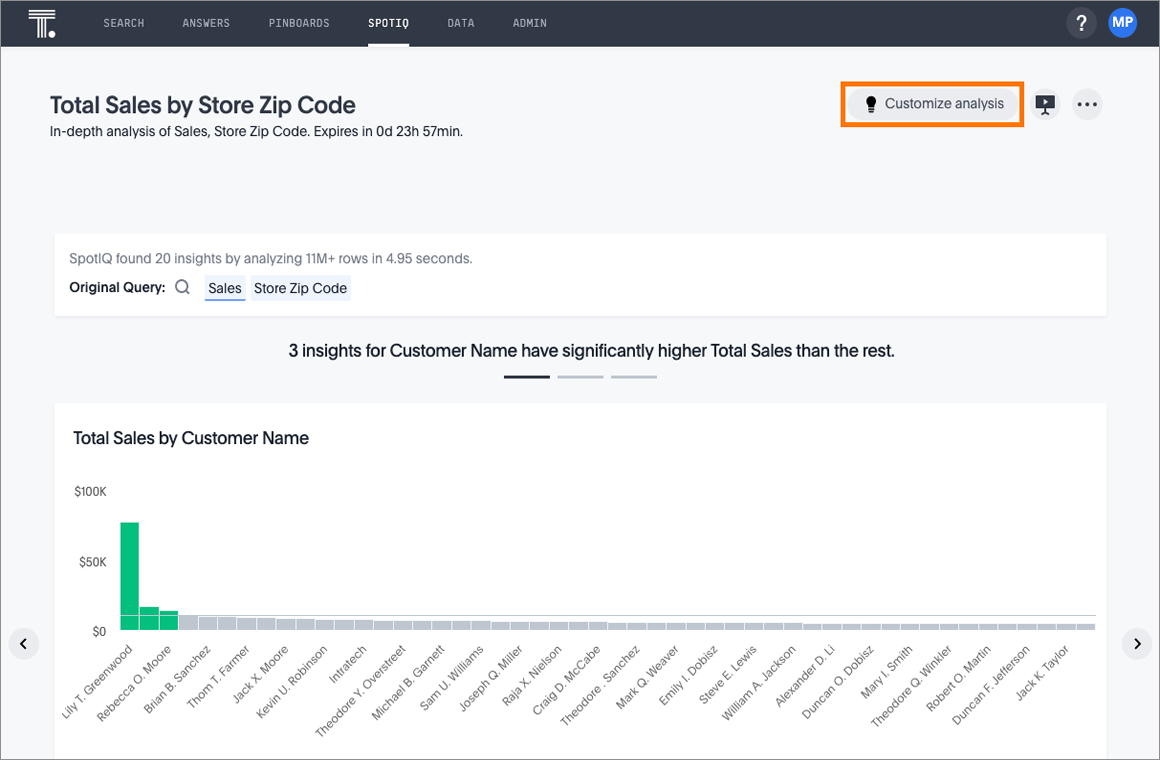 T.
SEARCH ANSWERS PINBOARDS SPOTIQ DATA ADMIN ? MP
Total Sales by Store Zip Code
Customize analysis
In-depth analysis of Sales, Store Zip Code. Expires in 0d 23h 57min.
SpotIQ found 20 insights by analyzing 11M+ rows in 4.95 seconds.
Original Query: Sales Store Zip Code
3 insights for Customer Name have significantly higher Total Sales than the rest.
Total Sales by Customer Name
$100K
$50K
$0
Lily T. Greenwood
Rebecca O. Moore
Brian B. Sanchez
Thom T. Farmer
Jack X. Moore
Kevin U. Robinson
Intratech
Theodore Y. Overstreet
Michael B. Garnett
Sam U. Williams
Joseph Q. Miller
Raja X. Nielson
Craig D. McCabe
Theodore . Sanchez
Mark Q. Weaver
Emily I. Dobisz
Steve E. Lewis
William A. Jackson
Alexander D. Li
Duncan O. Dobisz
Mary I. Smith
Theodore Q. Winkler
Robert O. Martin
Duncan F. Jefferson
Jack K. Taylor